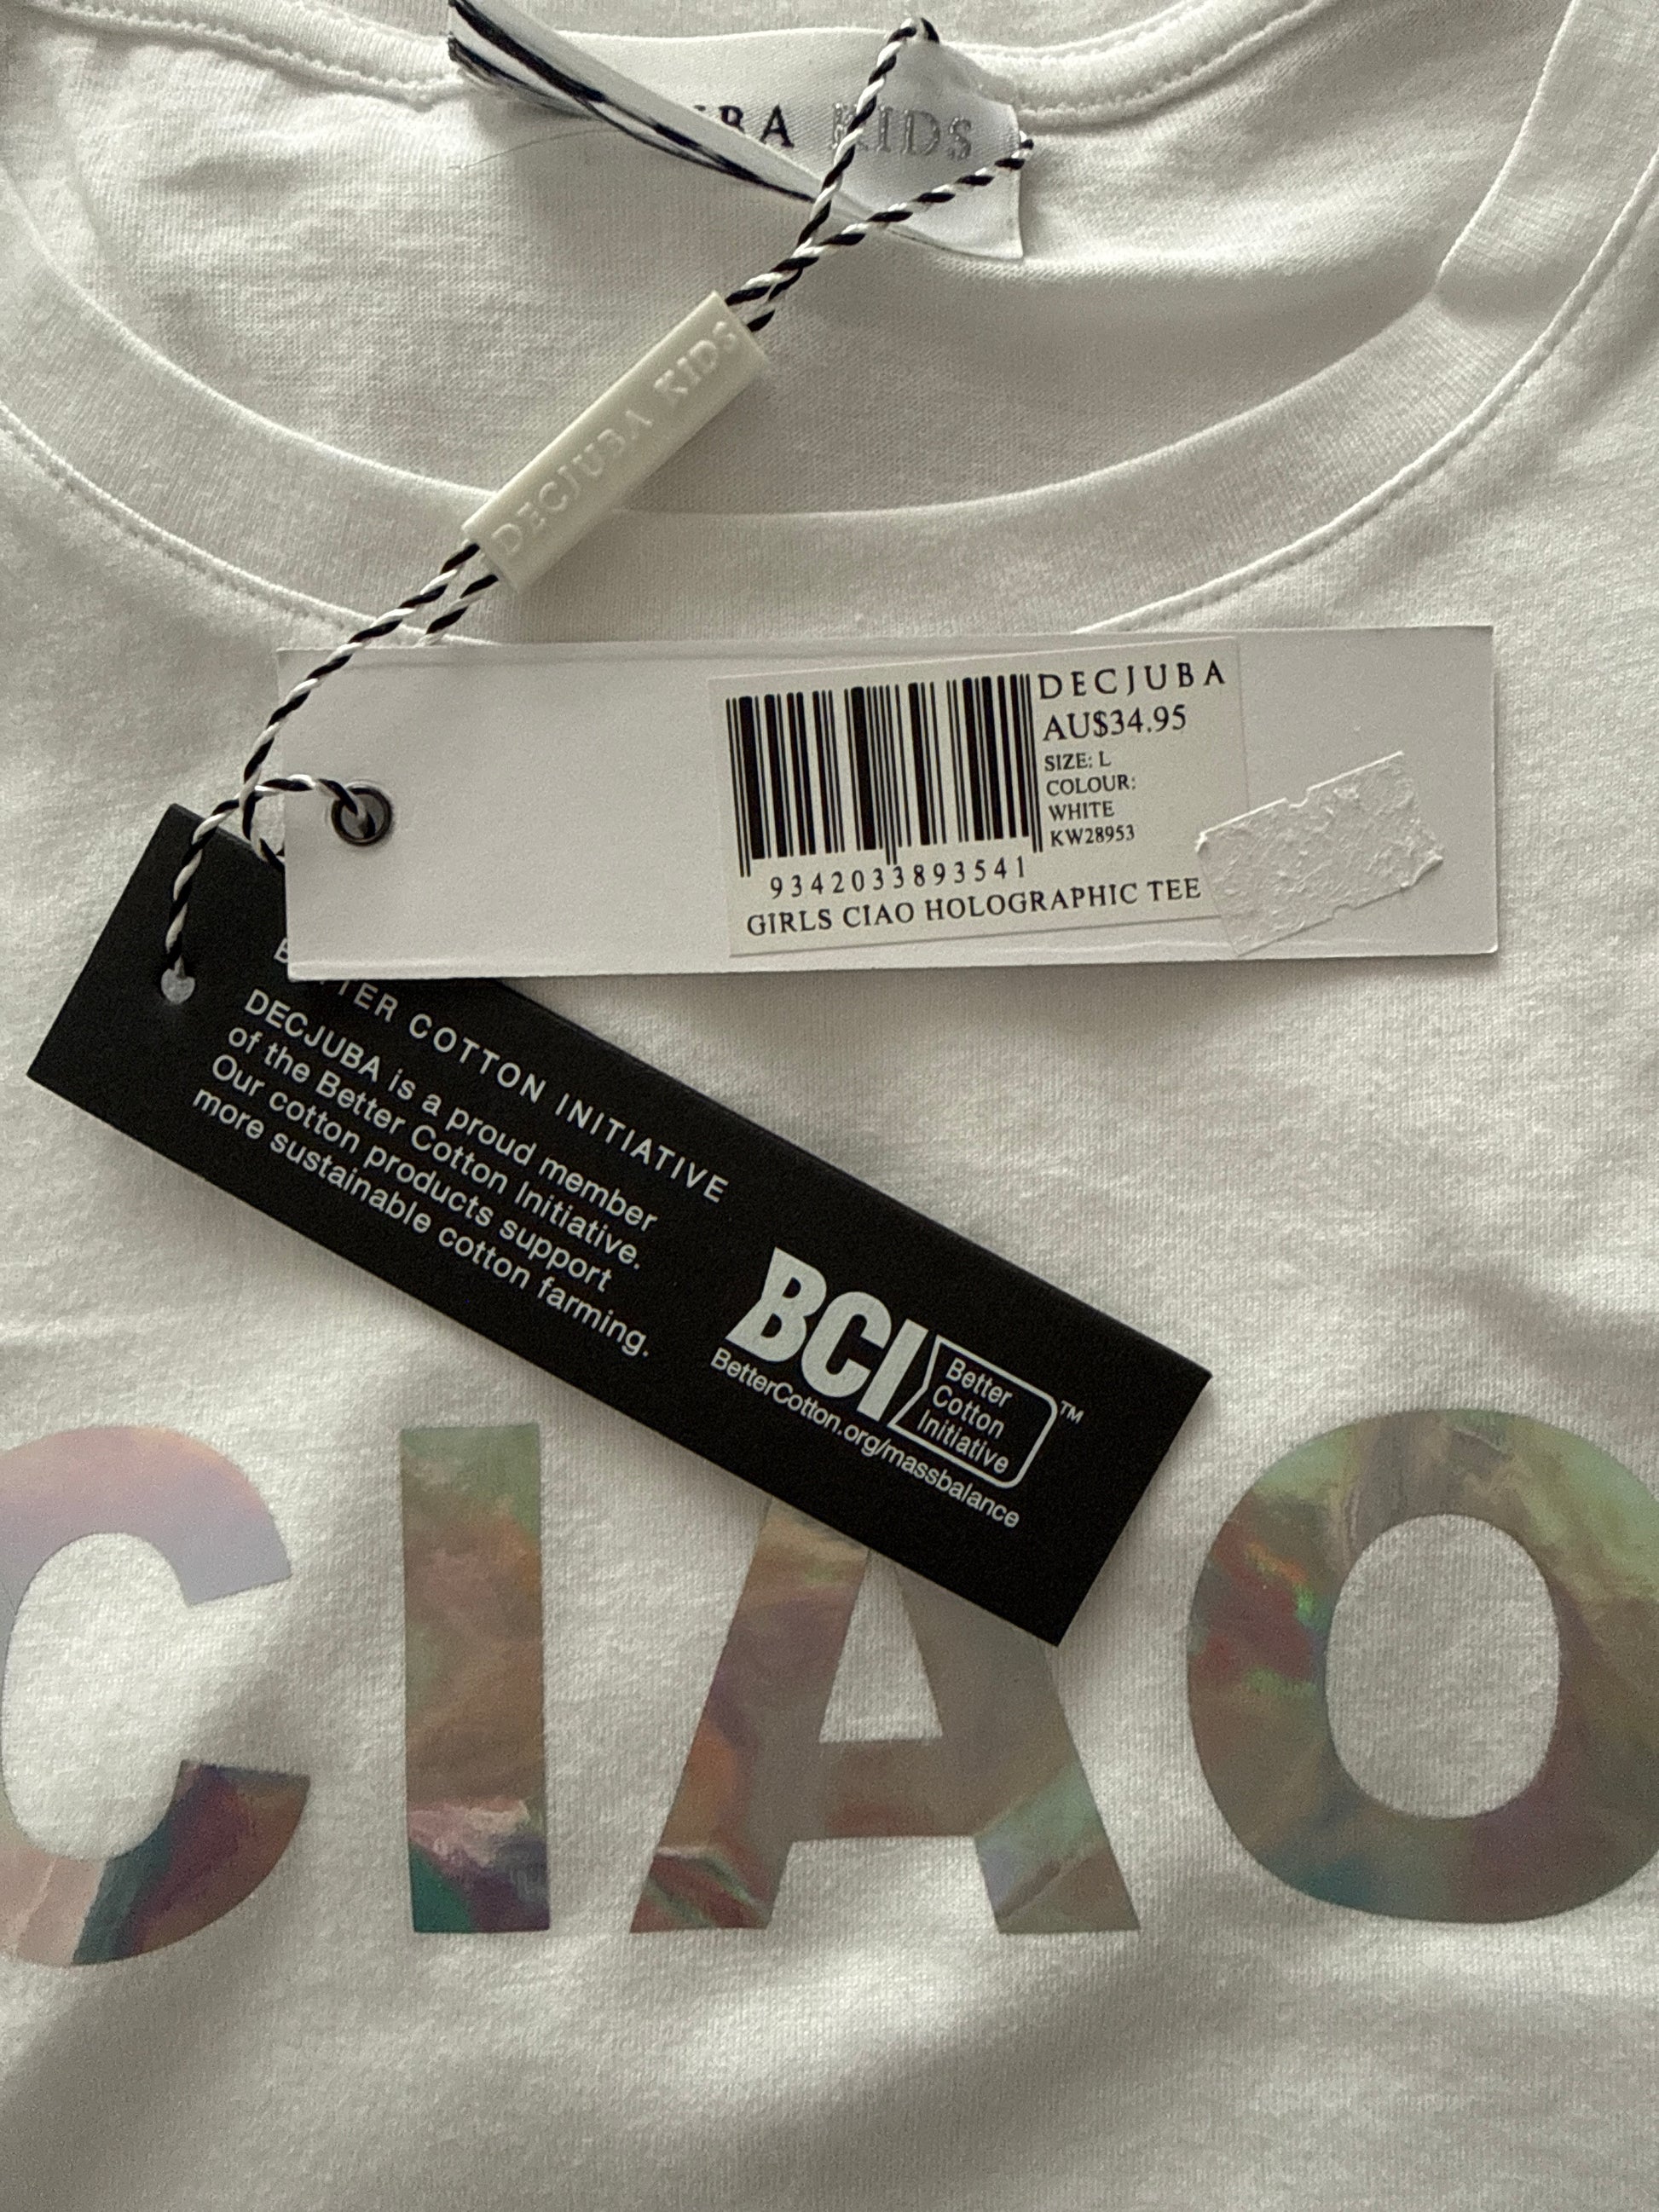 KIDS
DECJUBA KIDS
DECJUBA
AU$34.95
SIZE: L
COLOUR:
WHITE
KW28953
9342033893541
GIRLS CIAO HOLOGRAPHIC TEE
COTTON INITIATIVE
DECJUBA is a proud member
of the Better Cotton Initiative.
Our cotton products support
more sustainable cotton farming.
BCI
Better
Cotton
Initiative
™
BetterCotton.org/massbalance
CIAO